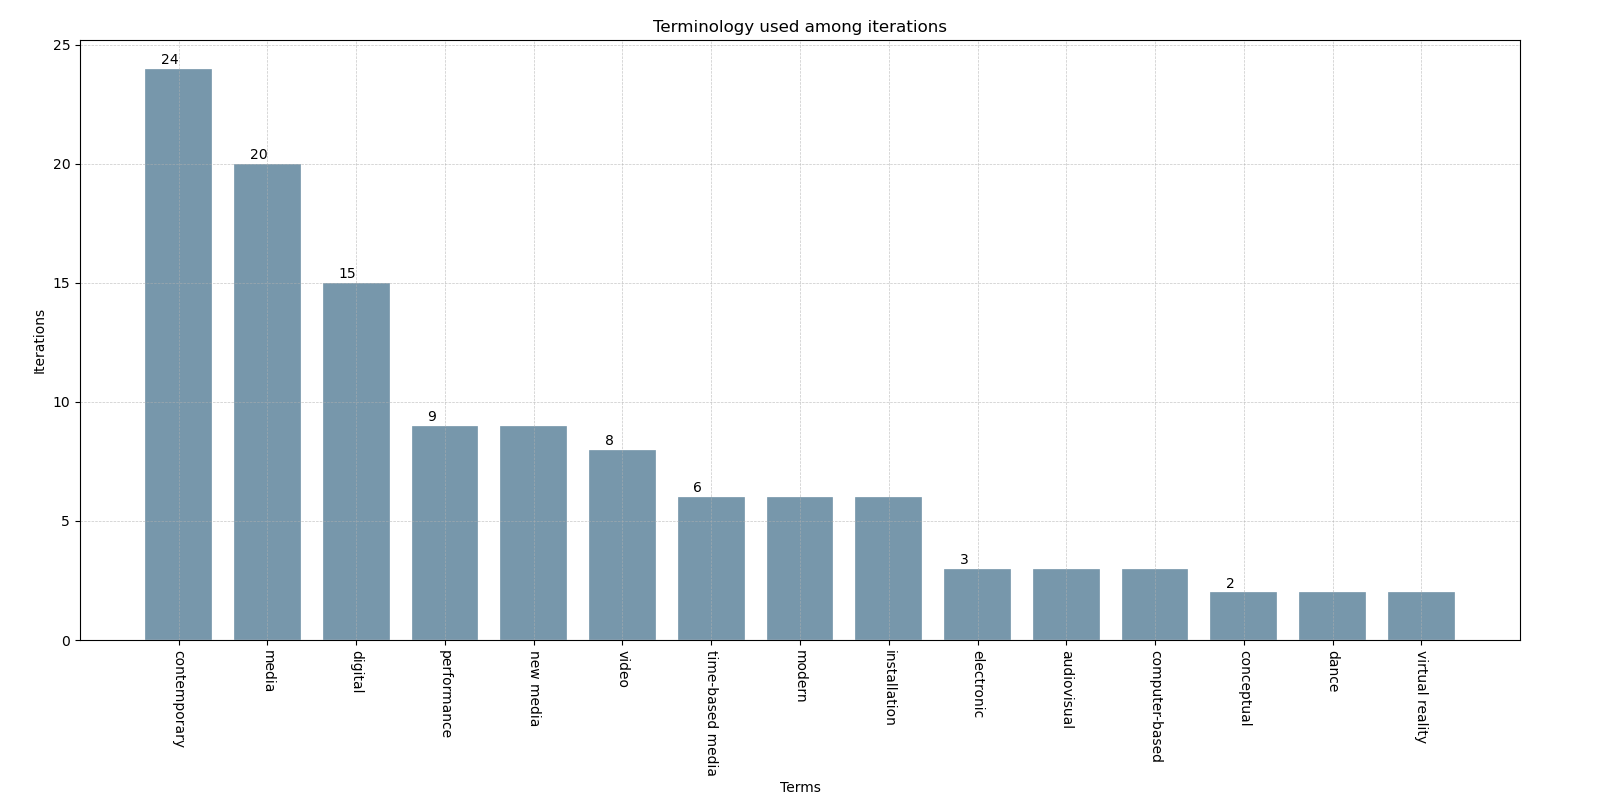 Terminology used among iterations
25
20
15
10
5
0
Iterations
24
20
15
9
8
6
3
2
contemporary
media
digital
performance
new media
video
time-based media
modern
installation
electronic
audiovisual
computer-based
conceptual
dance
virtual reality
Terms